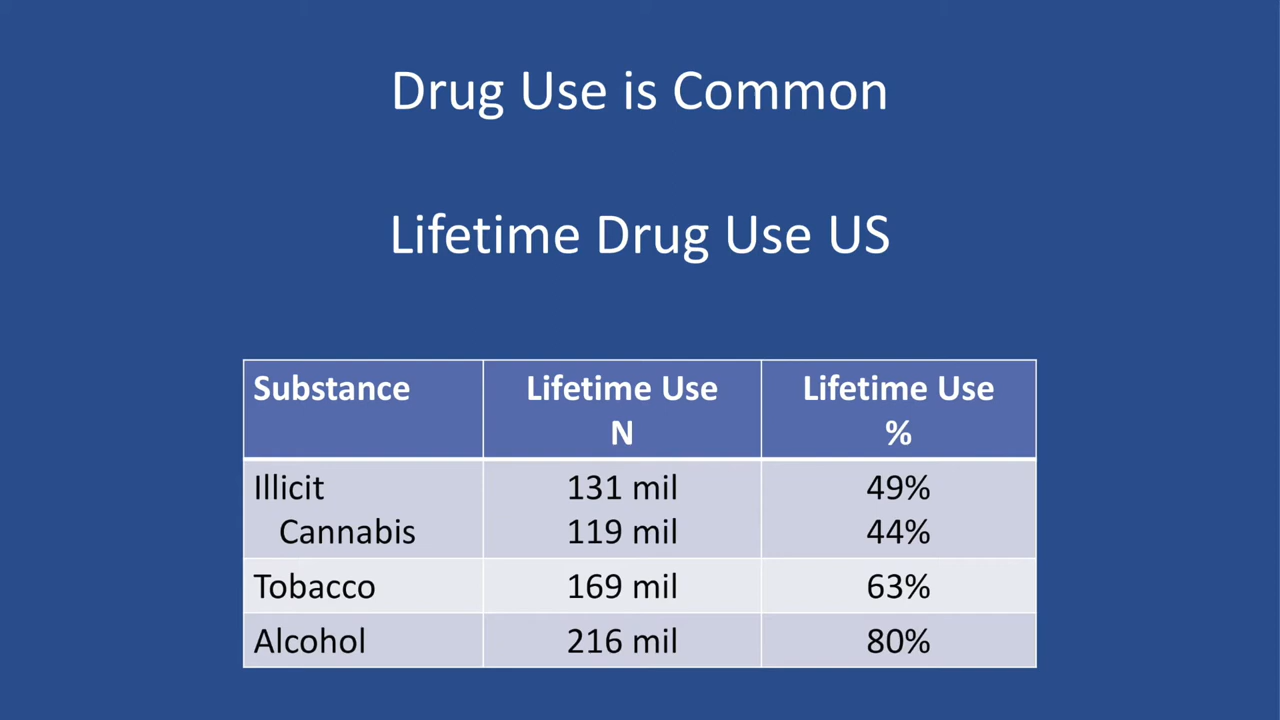 Drug Use is Common
Lifetime Drug Use US
Substance Lifetime Use N Lifetime Use %
Illicit 131 mil 49%
Cannabis 119 mil 44%
Tobacco 169 mil 63%
Alcohol 216 mil 80%